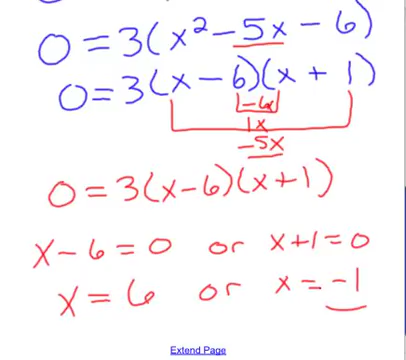 0 = 3(x² - 5x - 6)
0 = 3(x - 6)(x + 1)
-6x
1x
-5x
0 = 3(x - 6)(x + 1)
x - 6 = 0 or x + 1 = 0
x = 6 or x = -1
Extend Page